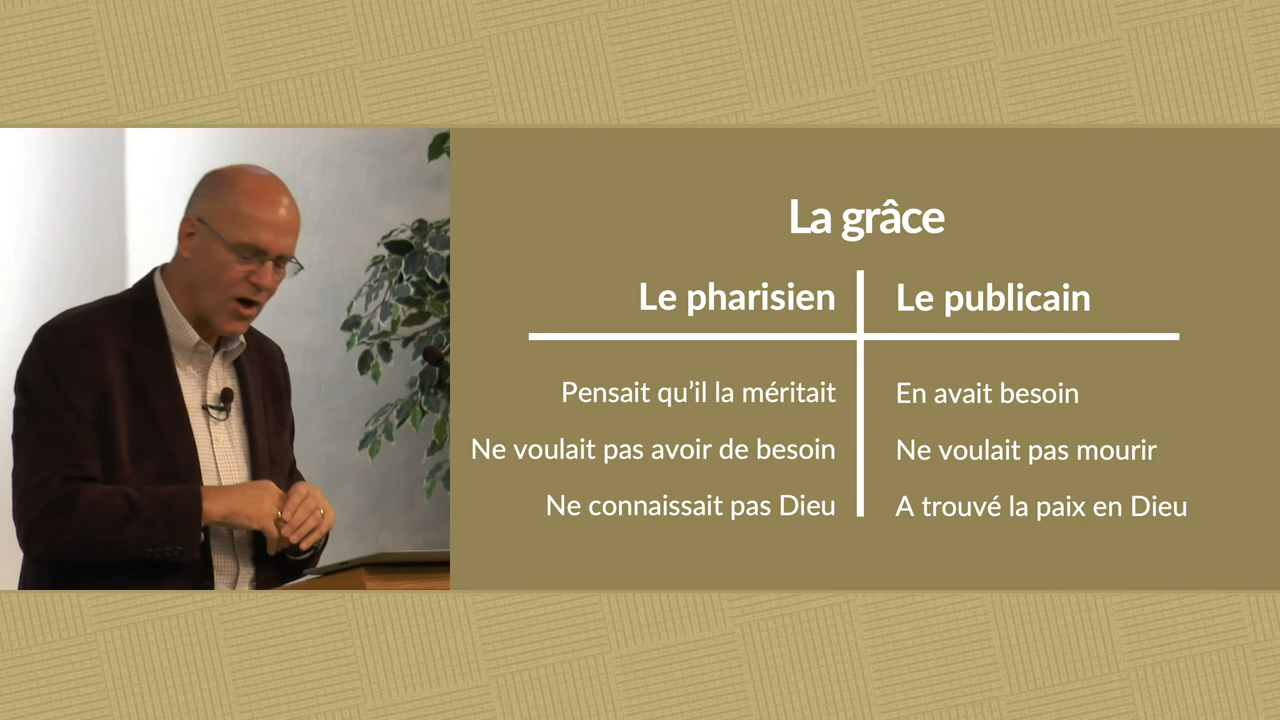 La grâce
Le pharisien
Le publicain
Pensait qu’il la méritait
En avait besoin
Ne voulait pas avoir de besoin
Ne voulait pas mourir
Ne connaissait pas Dieu
A trouvé la paix en Dieu